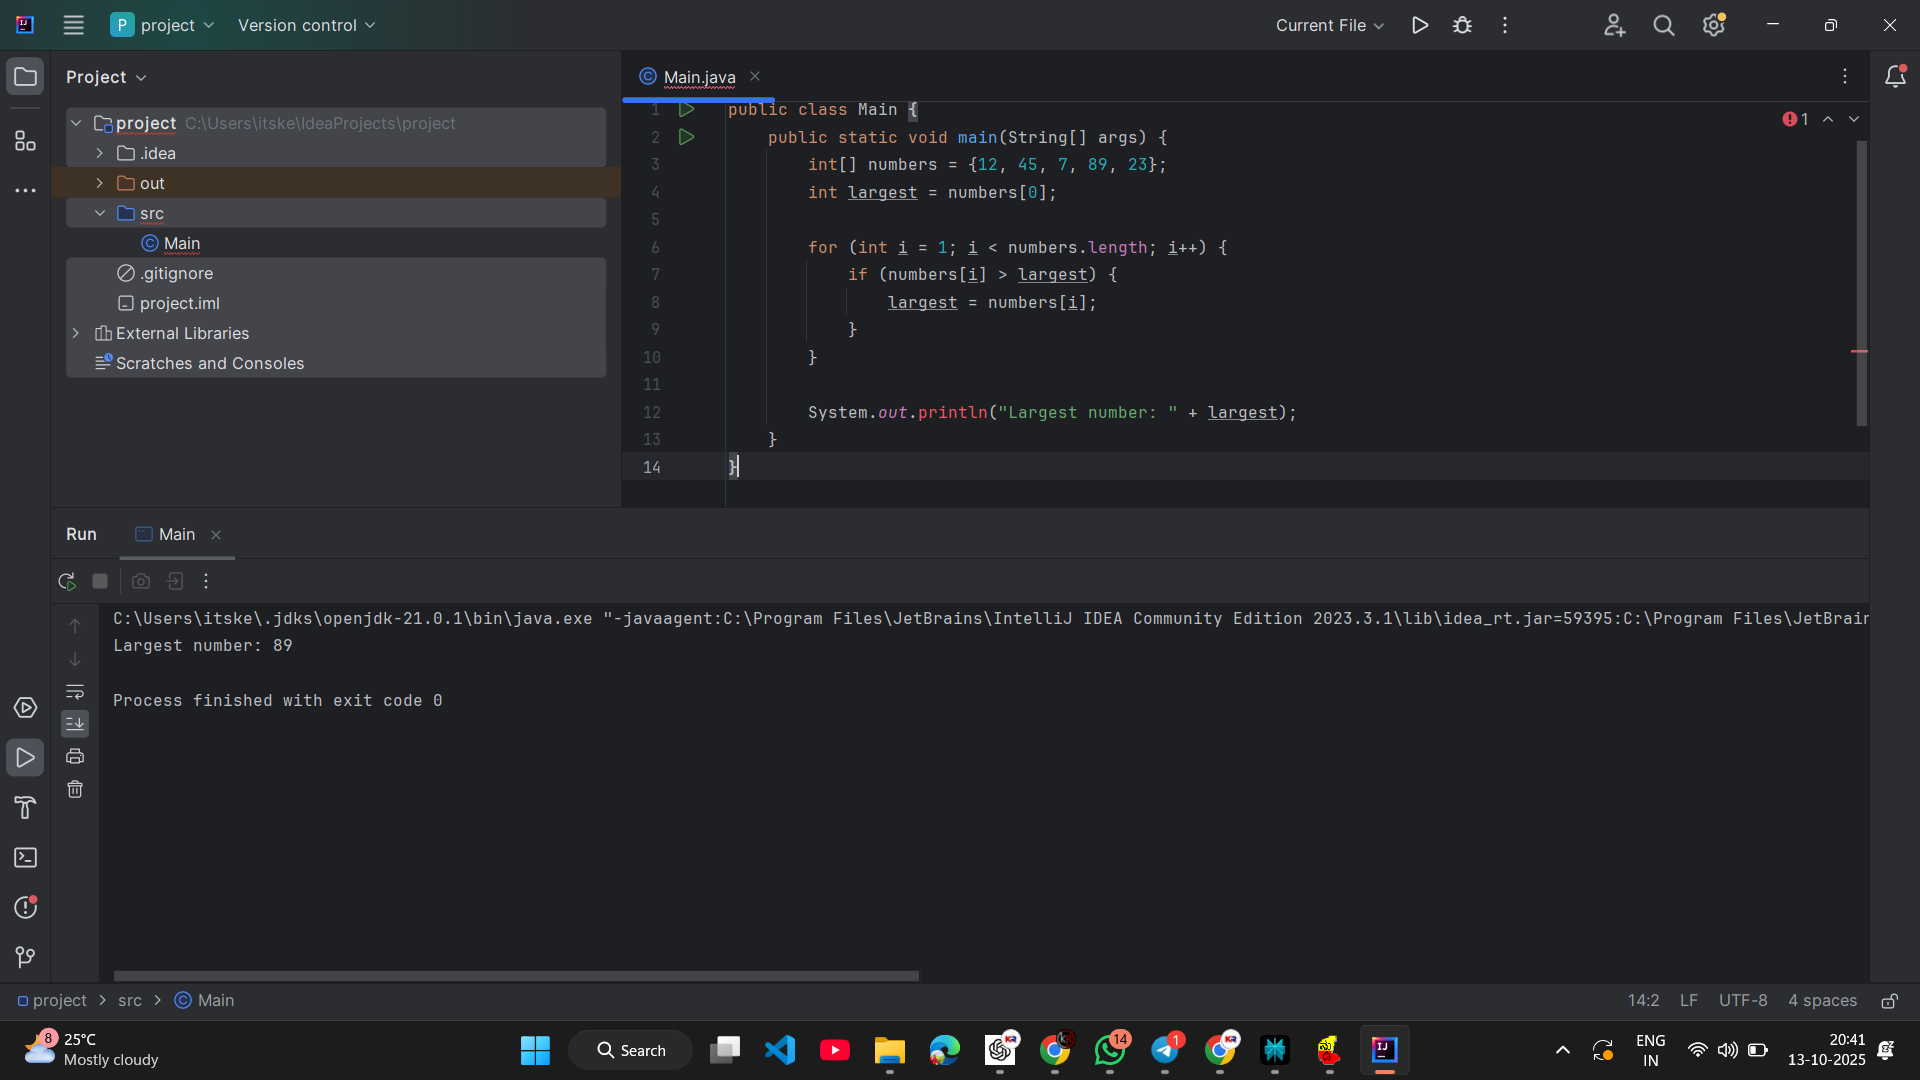 project
Version control
Current File
Project
Main.java
project C:\Users\itske\IdeaProjects\project
.idea
out
src
Main
.gitignore
project.iml
External Libraries
Scratches and Consoles
1 public class Main {
2 public static void main(String[] args) {
3 int[] numbers = {12, 45, 7, 89, 23};
4 int largest = numbers[0];
5
6 for (int i = 1; i < numbers.length; i++) {
7 if (numbers[i] > largest) {
8 largest = numbers[i];
9 }
10 }
11
12 System.out.println("Largest number: " + largest);
13 }
14 }
1
Run
Main
C:\Users\itske\.jdks\openjdk-21.0.1\bin\java.exe "-javaagent:C:\Program Files\JetBrains\IntelliJ IDEA Community Edition 2023.3.1\lib\idea_rt.jar=59395:C:\Program Files\JetBrain
Largest number: 89
Process finished with exit code 0
project > src > Main
14:2 LF UTF-8 4 spaces
8
25°C
Mostly cloudy
Search
14
1
ENG
IN
20:41
13-10-2025